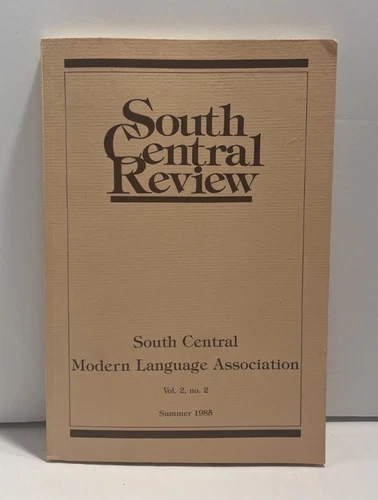 South
Central
Review
South Central
Modern Language Association
Vol. 2, no. 2
Summer 1985